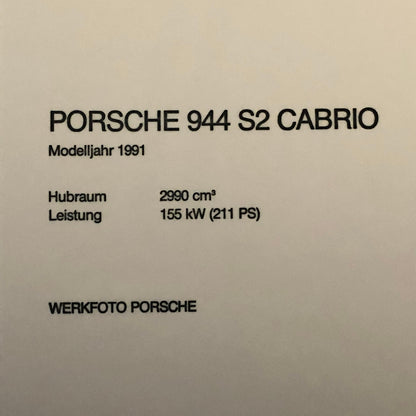 PORSCHE 944 S2 CABRIO
Modelljahr 1991
Hubraum 2990 cm³
Leistung 155 kW (211 PS)
WERKFOTO PORSCHE